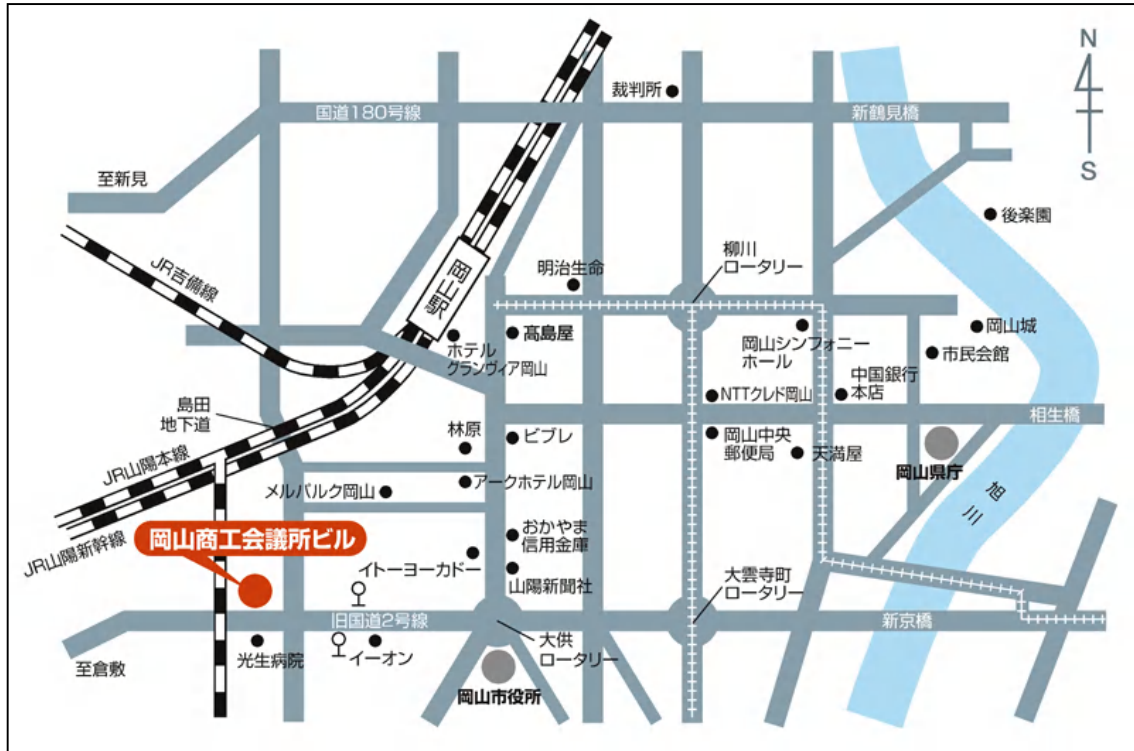 N
裁判所
国道180号線
新鶴見橋
S
至新見
後楽園
JR吉備線
岡山駅
明治生命
柳川
ロータリー
髙島屋
ホテル
グランヴィア岡山
岡山シンフォニー
ホール
岡山城
市民会館
中国銀行
本店
NTTクレド岡山
島田
地下道
相生橋
林原
ビブレ
岡山中央
郵便局
天満屋
岡山県庁
JR山陽本線
メルパルク岡山
アークホテル岡山
旭川
JR山陽新幹線
岡山商工会議所ビル
おかやま
信用金庫
イトーヨーカドー
山陽新聞社
大雲寺町
ロータリー
旧国道2号線
新京橋
至倉敷
光生病院
イーオン
大供
ロータリー
岡山市役所